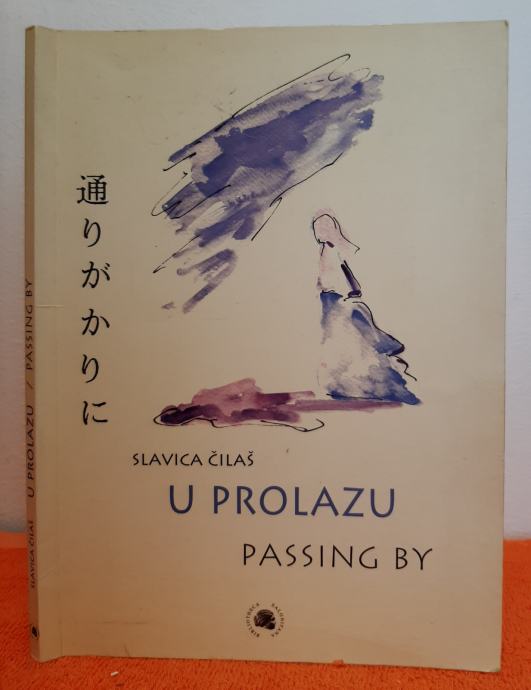 通りがかりに
SLAVICA ČILAŠ
U PROLAZU
PASSING BY
SLAVICA ČILAŠ U PROLAZU / PASSING BY